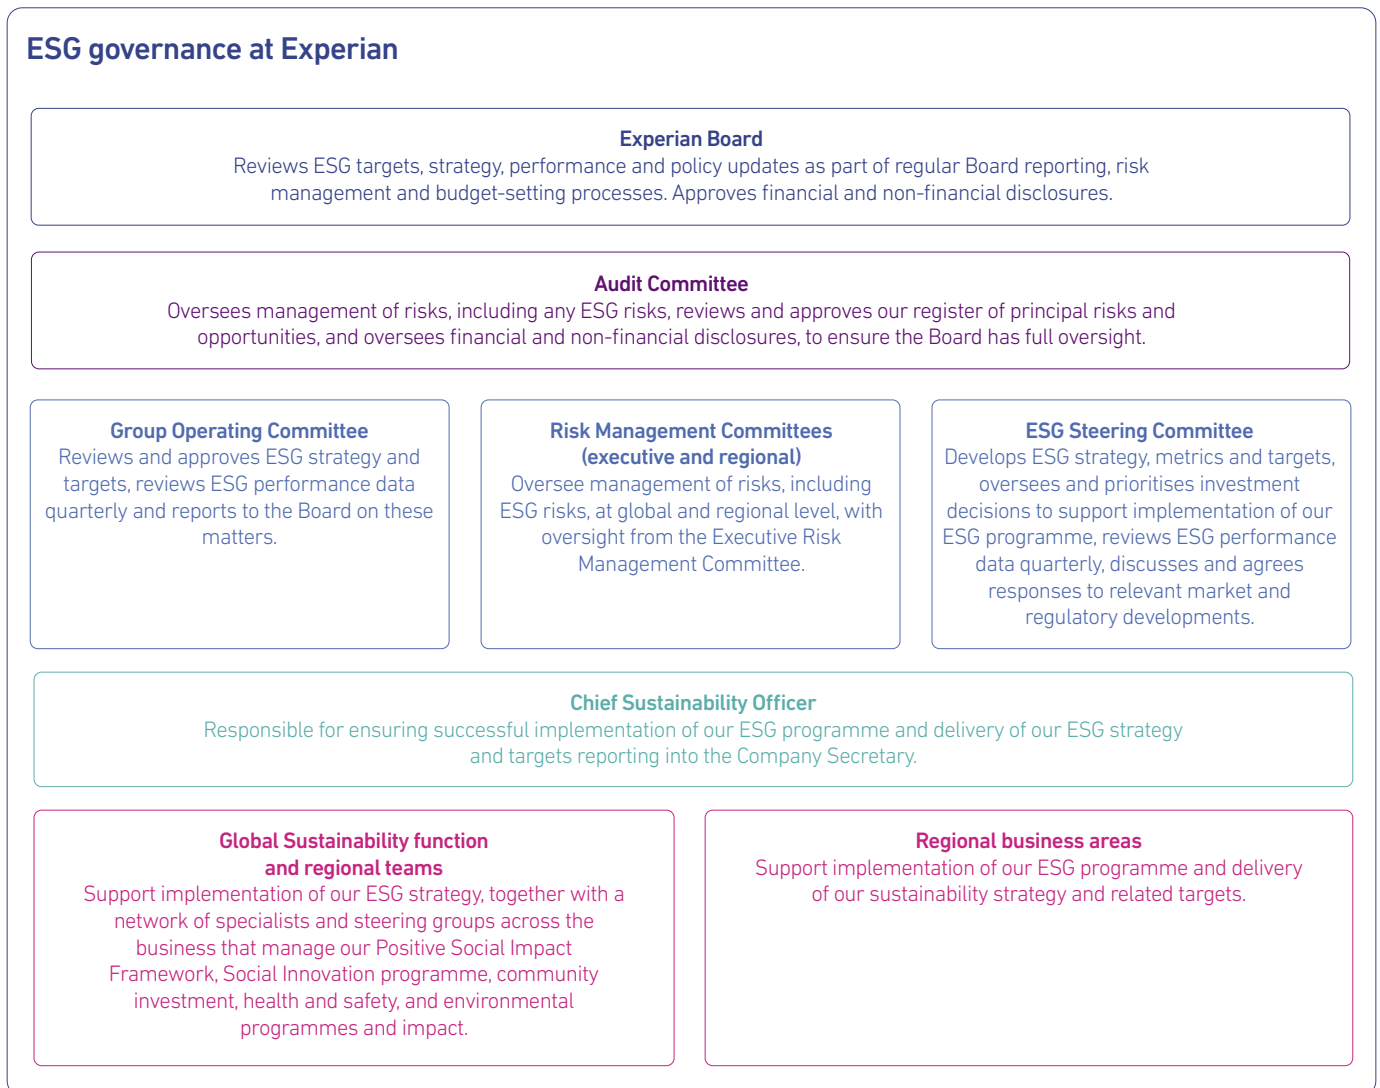 ESG governance at Experian
Experian Board
Reviews ESG targets, strategy, performance and policy updates as part of regular Board reporting, risk
management and budget-setting processes. Approves financial and non-financial disclosures.
Audit Committee
Oversees management of risks, including any ESG risks, reviews and approves our register of principal risks and
opportunities, and oversees financial and non-financial disclosures, to ensure the Board has full oversight.
Group Operating Committee
Reviews and approves ESG strategy and
targets, reviews ESG performance data
quarterly and reports to the Board on these
matters.
Risk Management Committees
(executive and regional)
Oversee management of risks, including
ESG risks, at global and regional level, with
oversight from the Executive Risk
Management Committee.
ESG Steering Committee
Develops ESG strategy, metrics and targets,
oversees and prioritises investment
decisions to support implementation of our
ESG programme, reviews ESG performance
data quarterly, discusses and agrees
responses to relevant market and
regulatory developments.
Chief Sustainability Officer
Responsible for ensuring successful implementation of our ESG programme and delivery of our ESG strategy
and targets reporting into the Company Secretary.
Global Sustainability function
and regional teams
Support implementation of our ESG strategy, together with a
network of specialists and steering groups across the
business that manage our Positive Social Impact
Framework, Social Innovation programme, community
investment, health and safety, and environmental
programmes and impact.
Regional business areas
Support implementation of our ESG programme and delivery
of our sustainability strategy and related targets.